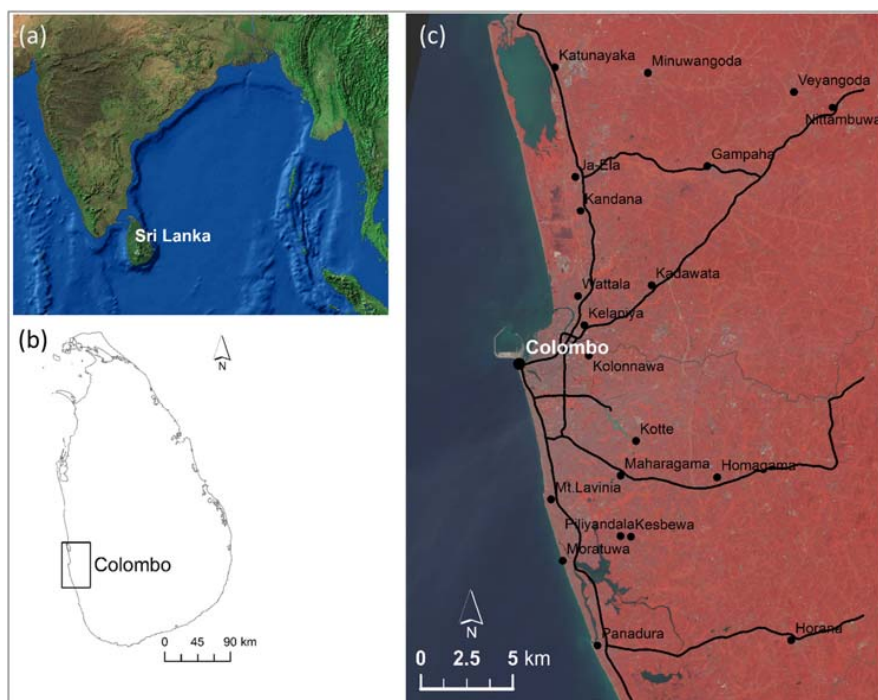 (a)
Sri Lanka
(b)
N
Colombo
0 45 90 km
(c)
Katunayaka
Minuwangoda
Veyangoda
Nittambuwa
Gampaha
Ja-Ela
Kandana
Kadawata
Wattala
Kelaniya
Colombo
Kolonnawa
Kotte
Maharagama
Homagama
Mt.Lavinia
Piliyandala
Kesbewa
Moratuwa
Panadura
Horana
N
0 2.5 5 km